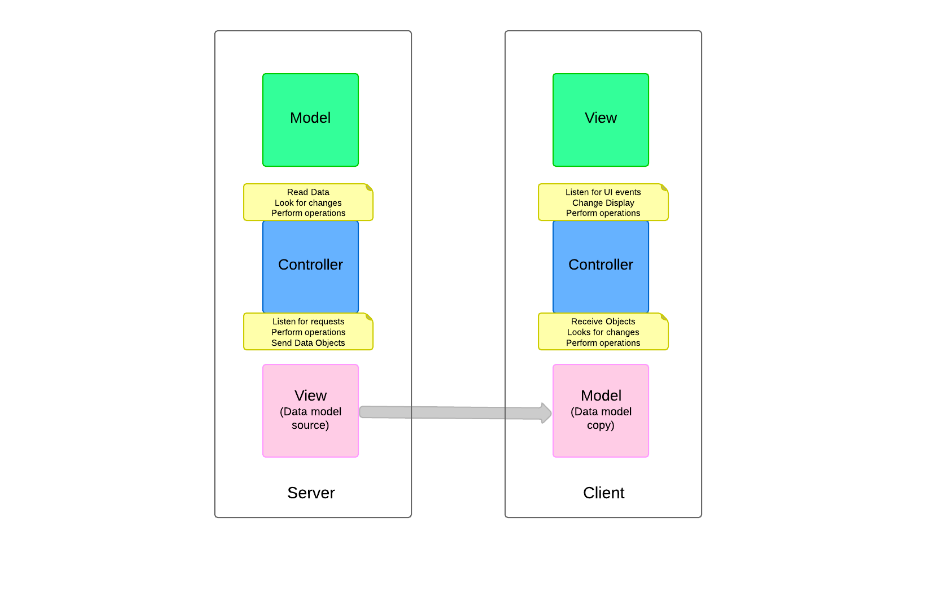 Model
Read Data
Look for changes
Perform operations
Controller
Listen for requests
Perform operations
Send Data Objects
View
(Data model
source)
Server
View
Listen for UI events
Change Display
Perform operations
Controller
Receive Objects
Looks for changes
Perform operations
Model
(Data model
copy)
Client